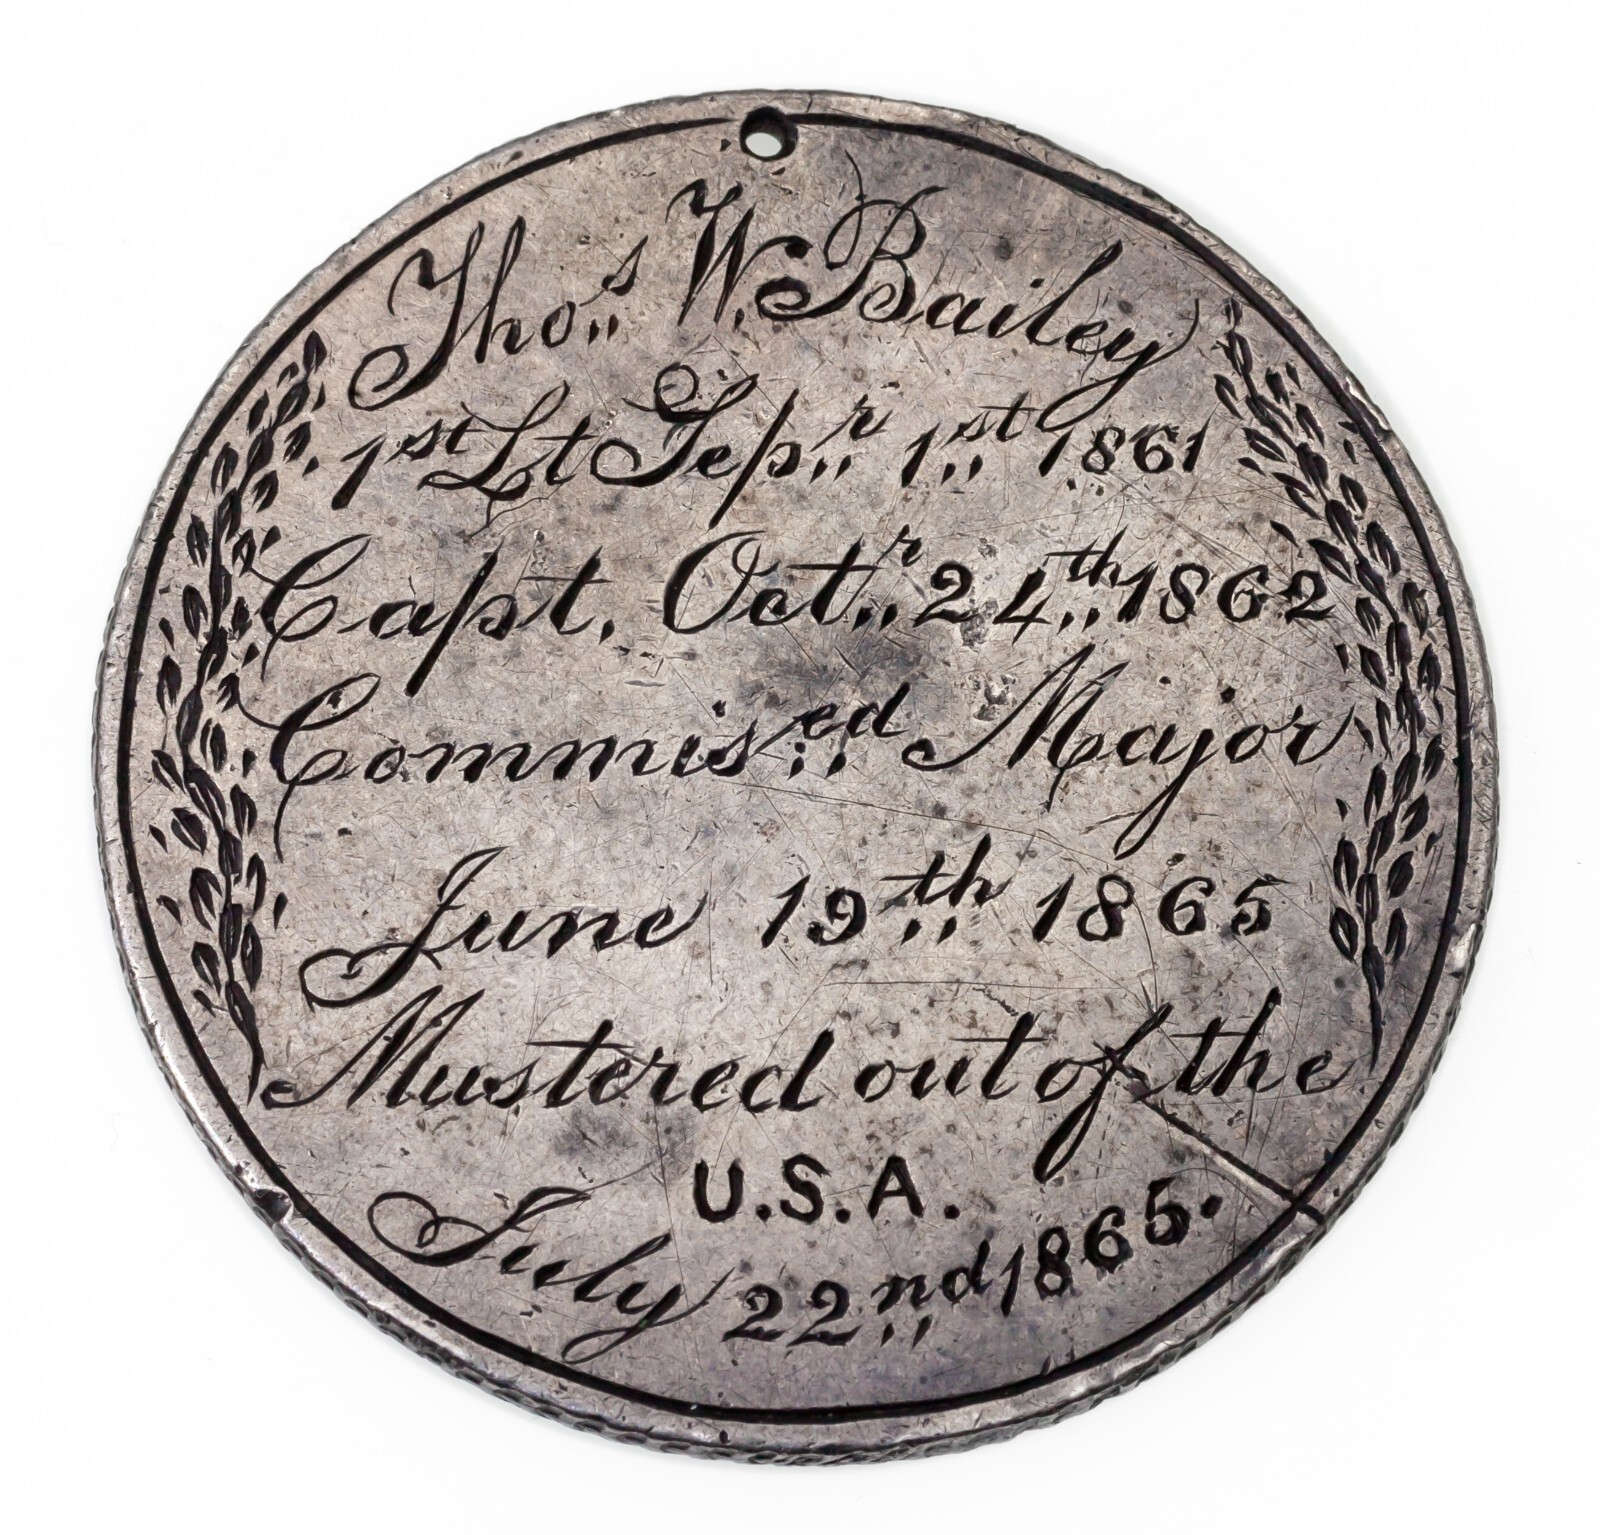 Thos. W. Bailey
1st Lt Sepr. 1st 1861
Capt. Octr. 24th 1862
Commised Major
June 19th 1865
Mustered out of the
U.S.A.
July 22nd 1865.